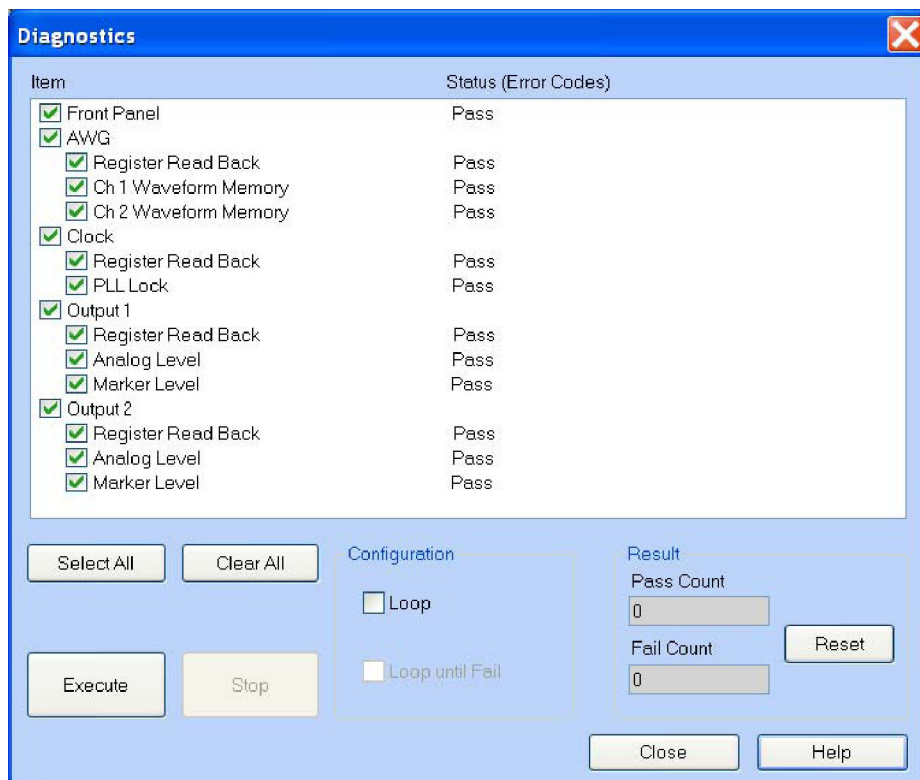 Diagnostics
Item Status (Error Codes)
Front Panel Pass
AWG
Register Read Back Pass
Ch 1 Waveform Memory Pass
Ch 2 Waveform Memory Pass
Clock
Register Read Back Pass
PLL Lock Pass
Output 1
Register Read Back Pass
Analog Level Pass
Marker Level Pass
Output 2
Register Read Back Pass
Analog Level Pass
Marker Level Pass
Select All Clear All
Configuration
Loop
Loop until Fail
Result
Pass Count
0
Fail Count
0
Reset
Execute Stop
Close Help